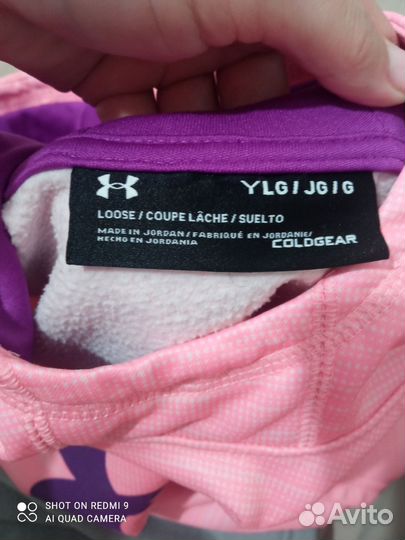 YLG / JG / G
LOOSE / COUPE LÂCHE / SUELTO
MADE IN JORDAN / FABRIQUÉ EN JORDANIE/
HECHO EN JORDANIA
COLDGEAR
SHOT ON REDMI 9
AI QUAD CAMERA
Avito